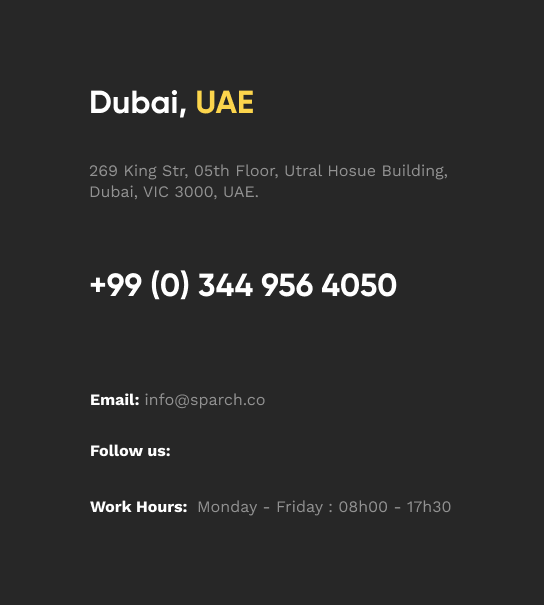 Dubai, UAE
269 King Str, 05th Floor, Utral Hosue Building,
Dubai, VIC 3000, UAE.
+99 (0) 344 956 4050
Email: info@sparch.co
Follow us:
Work Hours: Monday - Friday : 08h00 - 17h30